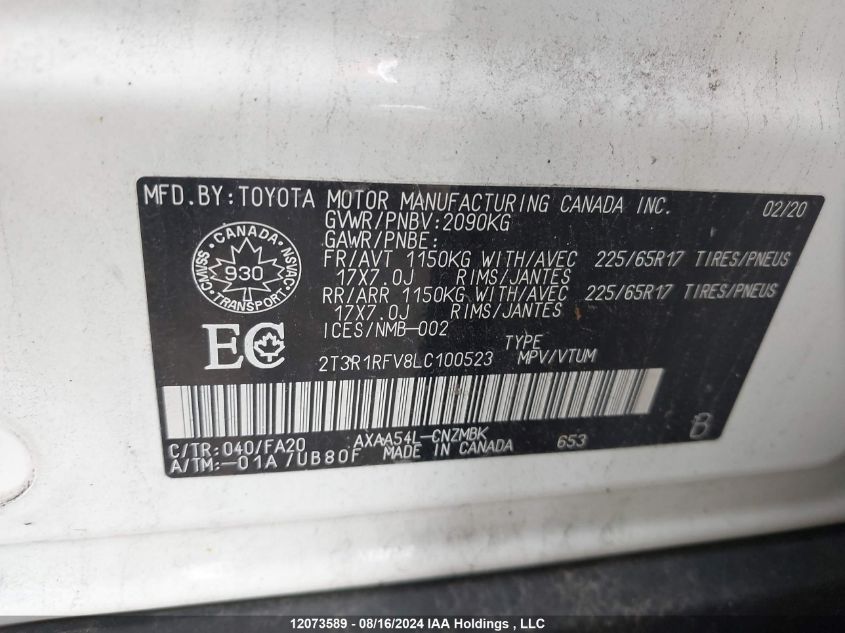 MFD.BY:TOYOTA MOTOR MANUFACTURING CANADA INC. 02/20
GVWR/PNBV:2090KG
GAWR/PNBE:
FR/AVT 1150KG WITH/AVEC 225/65R17 TIRES/PNEUS
17X7.0J RIMS/JANTES
RR/ARR 1150KG WITH/AVEC 225/65R17 TIRES/PNEUS
17X7.0J RIMS/JANTES
ICES/NMB-002
TYPE
2T3R1RFV8LC100523 MPV/VTUM
CANADA
CMVSS NSVAC
930
TRANSPORT
EC
C/TR:040/FA20 AXAA54L-CNZMBK
A/TM:-01A/UB80F MADE IN CANADA 653 B
12073589 - 08/16/2024 IAA Holdings , LLC